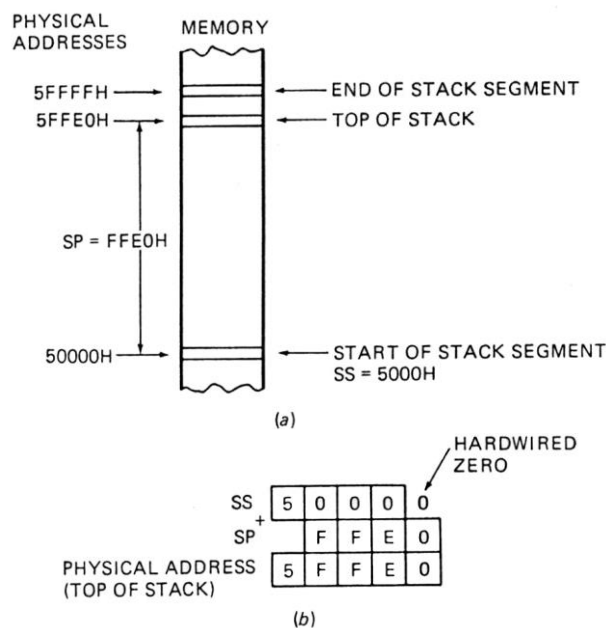 PHYSICAL
ADDRESSES
MEMORY
5FFFFH
END OF STACK SEGMENT
5FFE0H
TOP OF STACK
SP = FFE0H
50000H
START OF STACK SEGMENT
SS = 5000H
(a)
HARDWIRED
ZERO
SS 5 0 0 0 0
+
SP F F E 0
PHYSICAL ADDRESS 5 F F E 0
(TOP OF STACK)
(b)